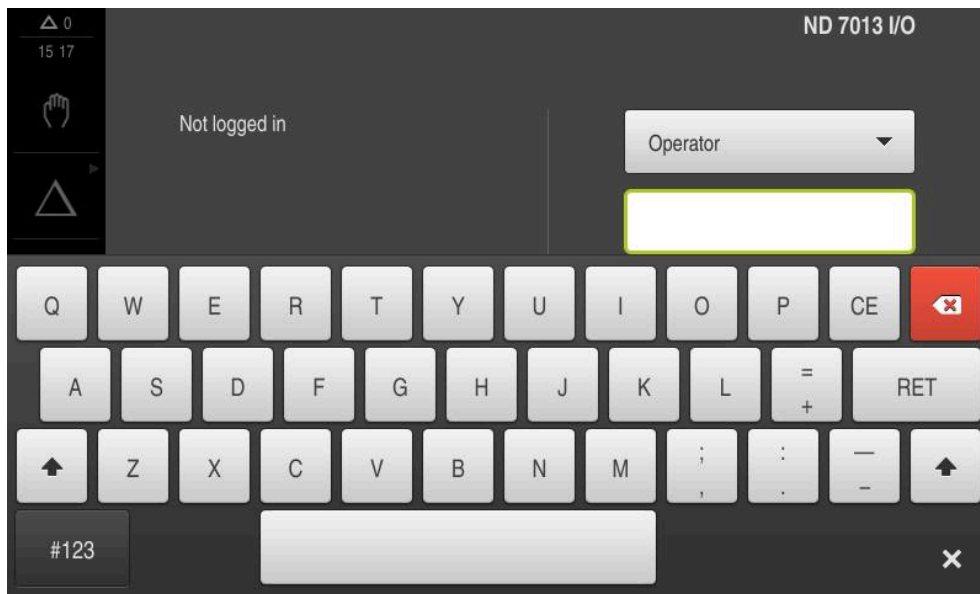 0
ND 7013 I/O
15 17
Not logged in
Operator
Q W E R T Y U I O P CE
A S D F G H J K L = + RET
Z X C V B N M ; , : . — –
#123